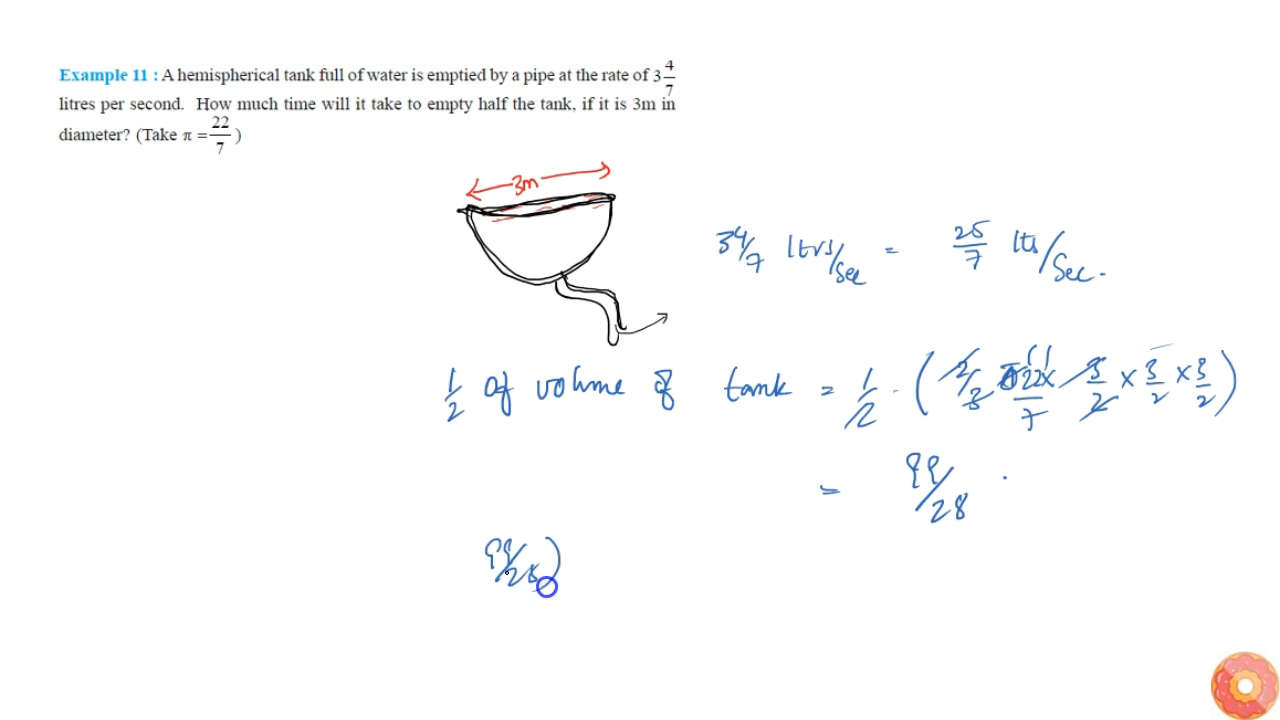 Example 11 : A hemispherical tank full of water is emptied by a pipe at the rate of 3 4/7
litres per second. How much time will it take to empty half the tank, if it is 3m in
diameter? (Take π = 22/7 )
3m
3 4/7 ltrs/sec = 25/7 lts/sec.
1/2 of volume of tank = 1/2 · ( 2/3 22/7 × 3/2 × 3/2 × 3/2 )
11
= 99/28
99/28)